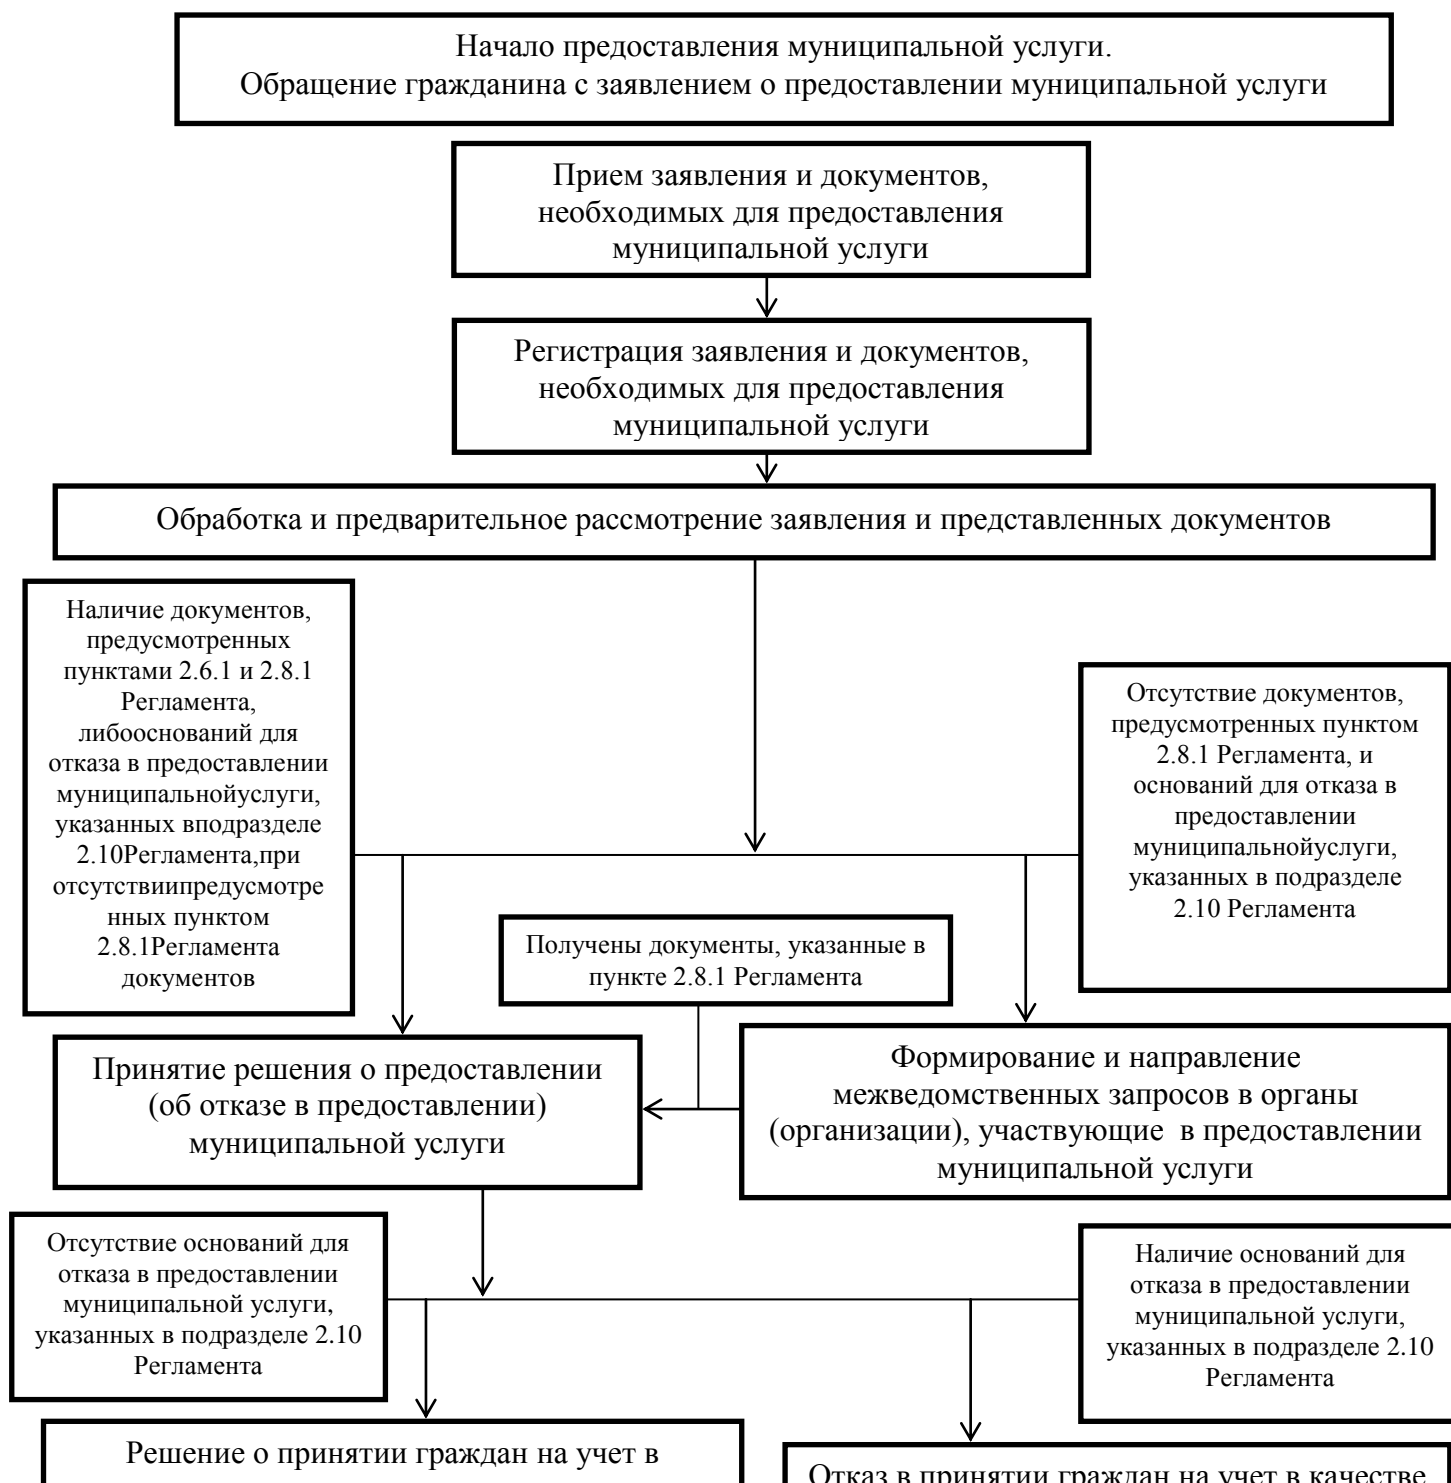 Начало предоставления муниципальной услуги.
Обращение гражданина с заявлением о предоставлении муниципальной услуги
Прием заявления и документов,
необходимых для предоставления
муниципальной услуги
Регистрация заявления и документов,
необходимых для предоставления
муниципальной услуги
Обработка и предварительное рассмотрение заявления и представленных документов
Наличие документов,
предусмотренных
пунктами 2.6.1 и 2.8.1
Регламента,
либооснований для
отказа в предоставлении
муниципальнойуслуги,
указанных вподразделе
2.10Регламента,при
отсутствиипредусмотре
нных пунктом
2.8.1Регламента
документов
Отсутствие документов,
предусмотренных пунктом
2.8.1 Регламента, и
оснований для отказа в
предоставлении
муниципальнойуслуги,
указанных в подразделе
2.10 Регламента
Получены документы, указанные в
пункте 2.8.1 Регламента
Принятие решения о предоставлении
(об отказе в предоставлении)
муниципальной услуги
Формирование и направление
межведомственных запросов в органы
(организации), участвующие  в предоставлении
муниципальной услуги
Отсутствие оснований для
отказа в предоставлении
муниципальной услуги,
указанных в подразделе 2.10
Регламента
Наличие оснований для
отказа в предоставлении
муниципальной услуги,
указанных в подразделе 2.10
Регламента
Решение о принятии граждан на учет в
Отказ в принятии граждан на учет в качестве